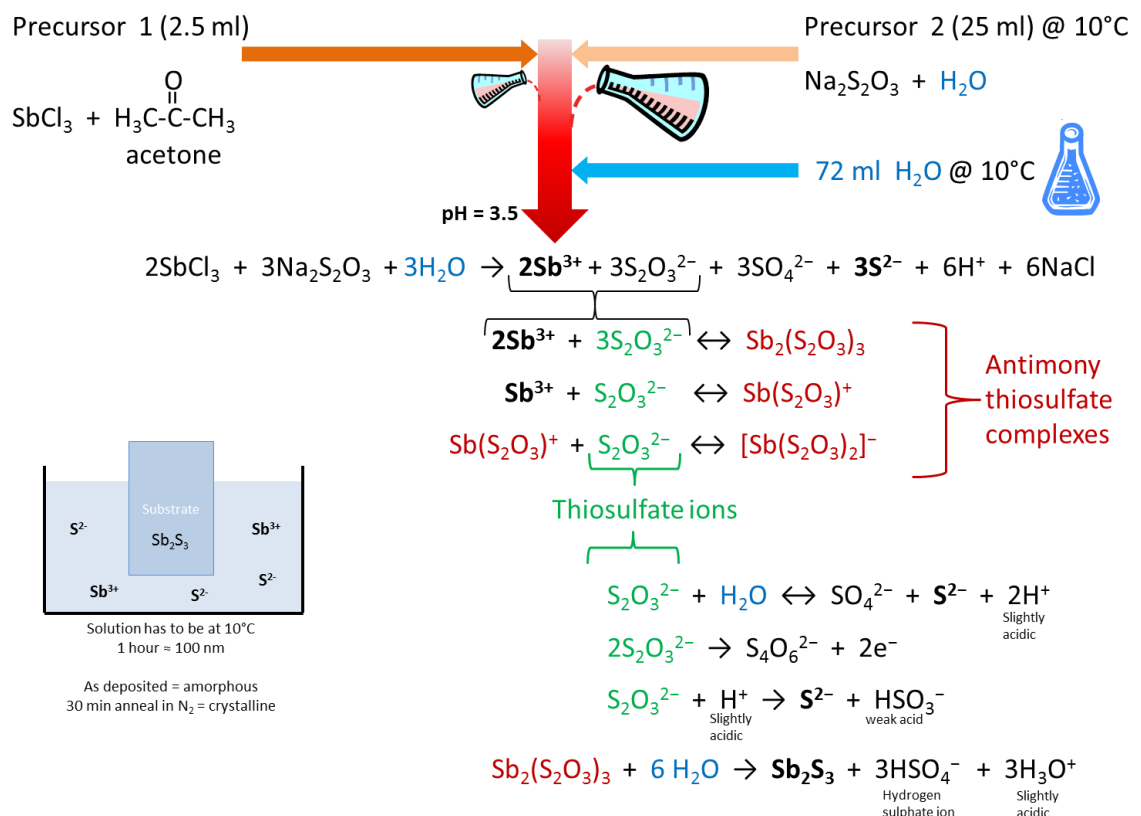 Precursor 1 (2.5 ml)
Precursor 2 (25 ml) @ 10°C
SbCl₃ + H₃C-C-CH₃
O
acetone
Na₂S₂O₃ + H₂O
72 ml H₂O @ 10°C
pH = 3.5
2SbCl₃ + 3Na₂S₂O₃ + 3H₂O → 2Sb³⁺ + 3S₂O₃²⁻ + 3SO₄²⁻ + 3S²⁻ + 6H⁺ + 6NaCl
2Sb³⁺ + 3S₂O₃²⁻ ↔ Sb₂(S₂O₃)₃
Sb³⁺ + S₂O₃²⁻ ↔ Sb(S₂O₃)⁺
Sb(S₂O₃)⁺ + S₂O₃²⁻ ↔ [Sb(S₂O₃)₂]⁻
Antimony
thiosulfate
complexes
Thiosulfate ions
S₂O₃²⁻ + H₂O ↔ SO₄²⁻ + S²⁻ + 2H⁺
Slightly
acidic
2S₂O₃²⁻ → S₄O₆²⁻ + 2e⁻
S₂O₃²⁻ + H⁺ → S²⁻ + HSO₃⁻
Slightly
acidic
weak acid
Sb₂(S₂O₃)₃ + 6 H₂O → Sb₂S₃ + 3HSO₄⁻ + 3H₃O⁺
Hydrogen
sulphate ion
Slightly
acidic
Substrate
Sb₂S₃
S²⁻
Sb³⁺
Sb³⁺
S²⁻
S²⁻
Solution has to be at 10°C
1 hour ≈ 100 nm
As deposited = amorphous
30 min anneal in N₂ = crystalline